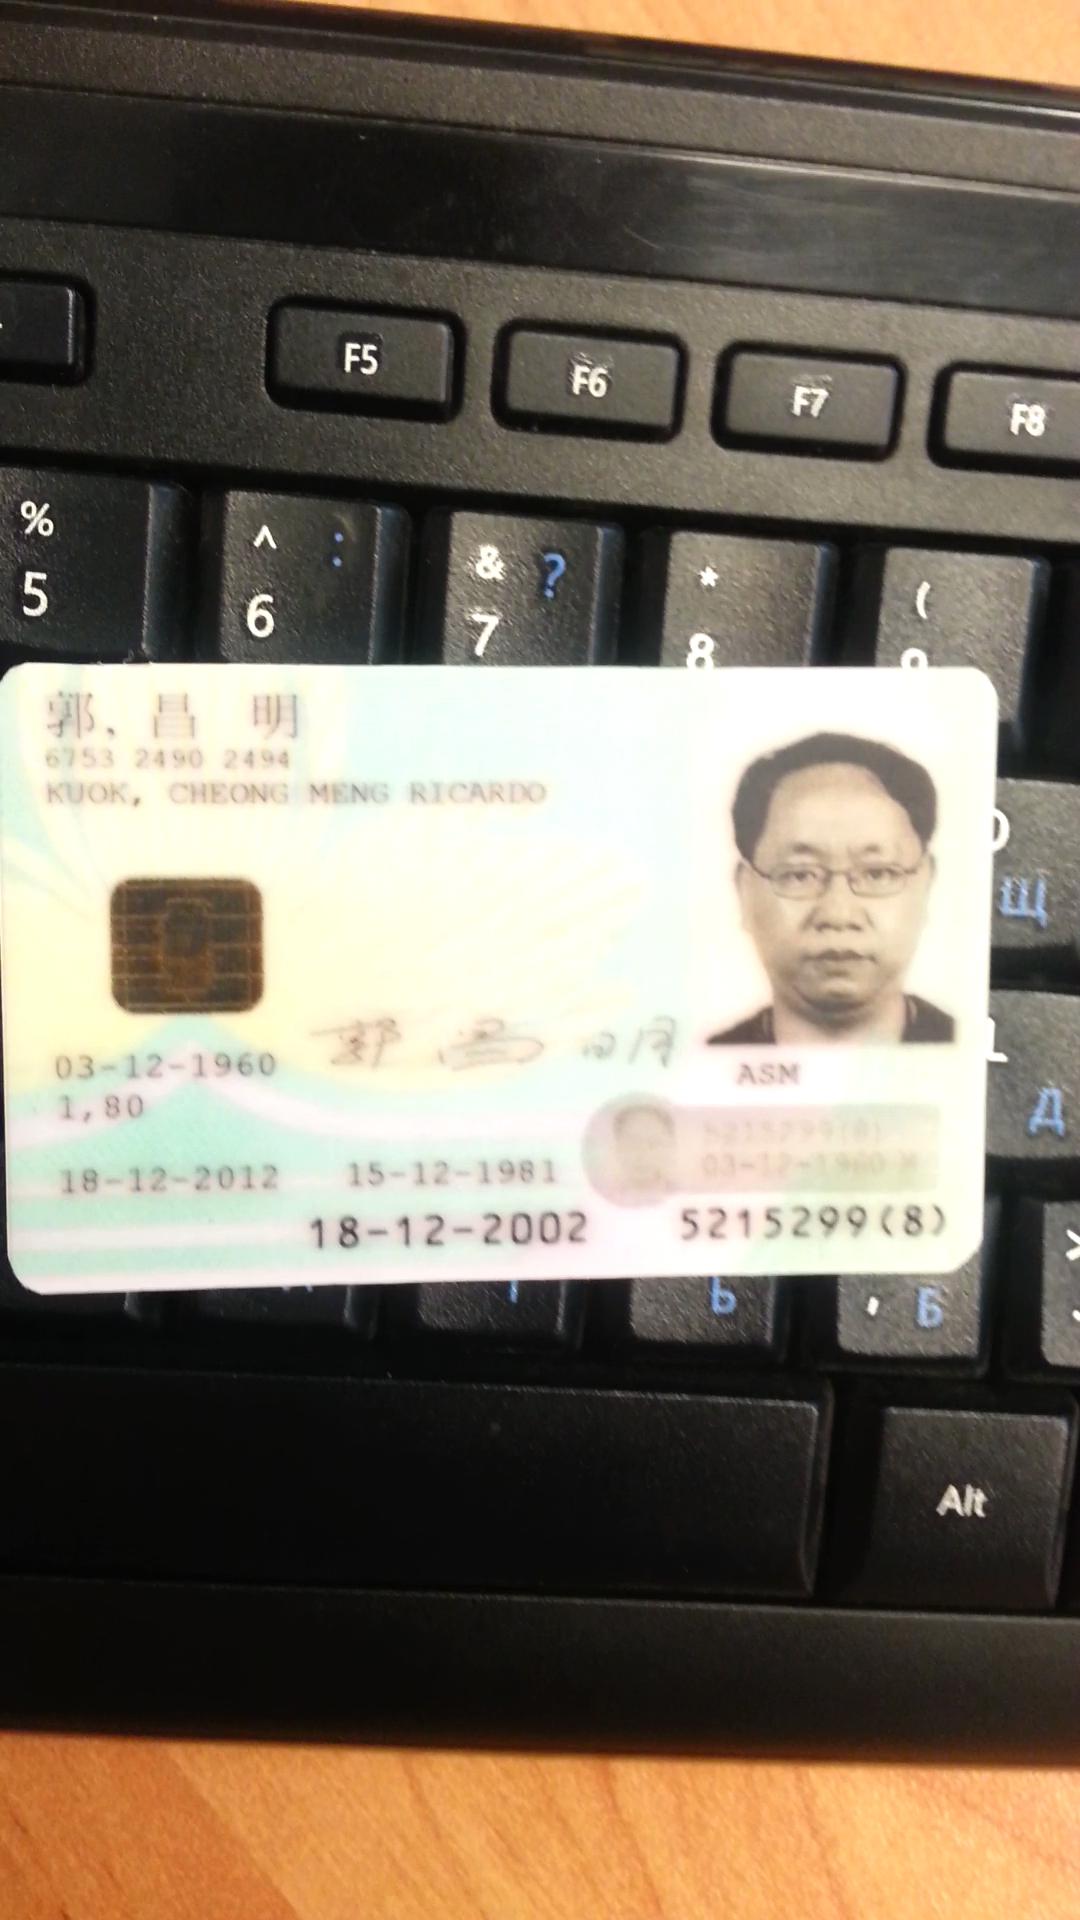 F5 F6 F7 F8
% ^ : & ? * (
5 6 7 8 9
郭, 昌 明
6753 2490 2494
KUOK, CHEONG MENG RICARDO
Щ
郭 昌 明
03-12-1960
ASM
1,80
Д
5215299(8)
03-12-1960 M
18-12-2012 15-12-1981
18-12-2002 5215299(8)
Ь , Б
Alt